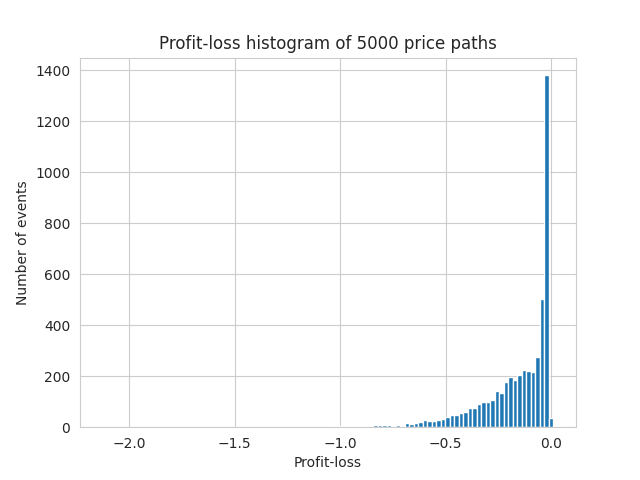 Profit-loss histogram of 5000 price paths
1400
1200
1000
800
600
400
200
0
Number of events
−2.0 −1.5 −1.0 −0.5 0.0
Profit-loss